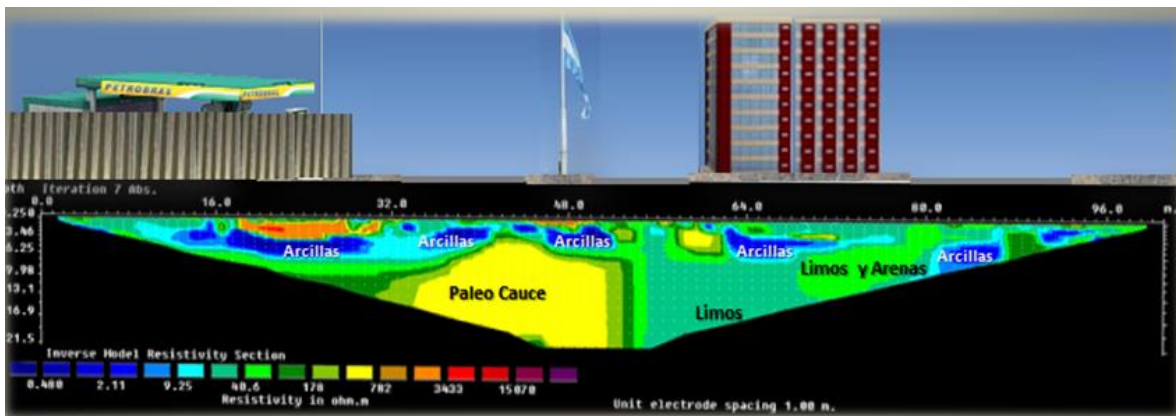 PETROBRAS PETROBRAS
Iteration 7 Abs.
0.0 16.0 32.0 48.0 64.0 80.0 96.0 m
.250
3.46
6.25
9.98
13.1
16.9
21.5
Arcillas Arcillas Arcillas Arcillas Arcillas
Limos y Arenas
Paleo Cauce
Limos
Inverse Model Resistivity Section
0.480 2.11 9.25 40.6 178 782 3433 15070
Resistivity in ohm.m
Unit electrode spacing 1.00 m.